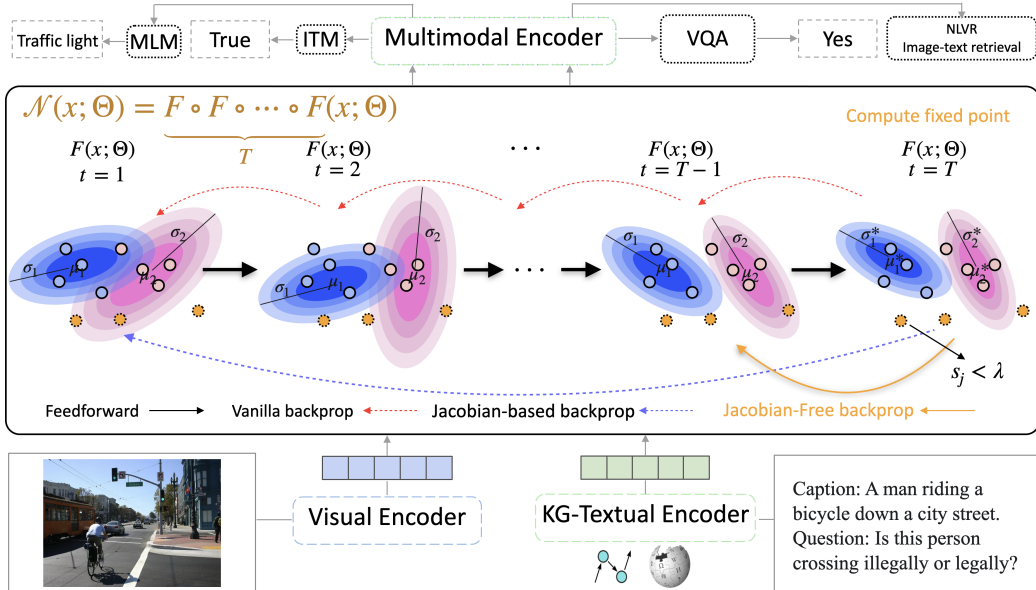 Traffic light
MLM
True
ITM
Multimodal Encoder
VQA
Yes
NLVR
Image-text retrieval
𝒩(x; Θ) = F ∘ F ∘ ⋯ ∘ F(x; Θ)
T
Compute fixed point
F(x; Θ)
t = 1
F(x; Θ)
t = 2
⋯
F(x; Θ)
t = T − 1
F(x; Θ)
t = T
σ₁
μ₁
σ₂
μ₂
σ₁
μ₁
σ₂
μ₂
⋯
σ₁
μ₁
σ₂
μ₂
σ₁*
μ₁*
σ₂*
μ₂*
sⱼ < λ
Feedforward
Vanilla backprop
Jacobian-based backprop
Jacobian-Free backprop
Visual Encoder
KG-Textual Encoder
Caption: A man riding a
bicycle down a city street.
Question: Is this person
crossing illegally or legally?